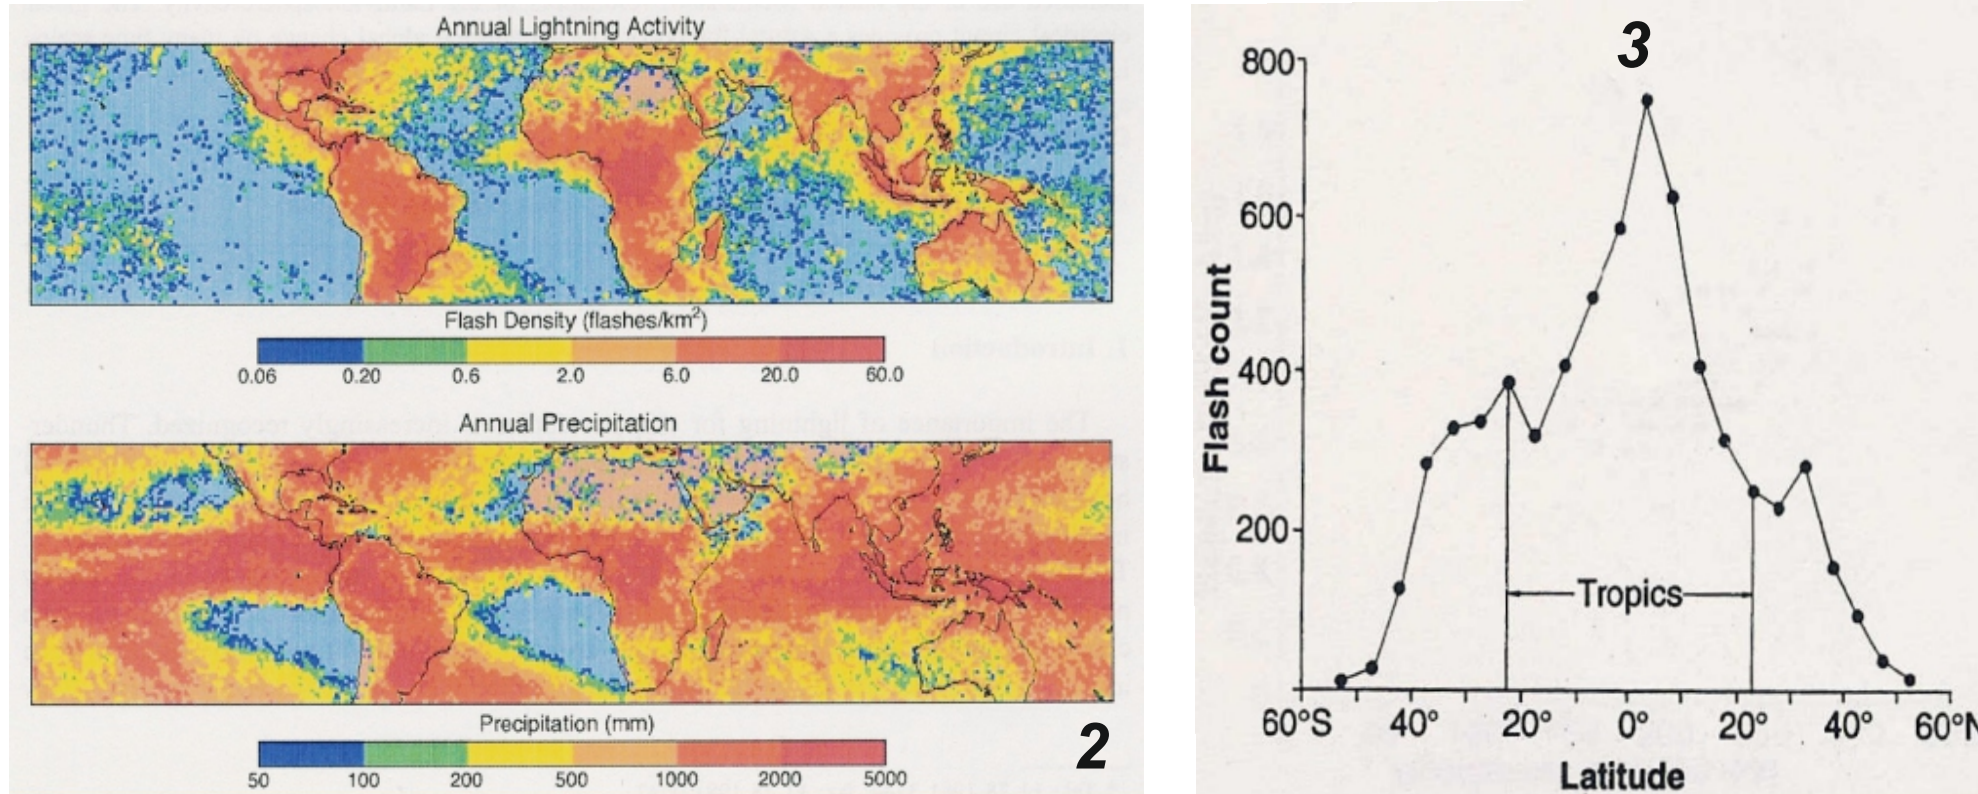 Annual Lightning Activity
Flash Density (flashes/km²)
0.06 0.20 0.6 2.0 6.0 20.0 60.0
Annual Precipitation
Precipitation (mm)
50 100 200 500 1000 2000 5000
2
3
800
600
400
200
Flash count
Tropics
60°S 40° 20° 0° 20° 40° 60°N
Latitude